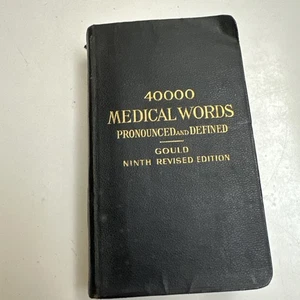 40000
MEDICAL WORDS
PRONOUNCED AND DEFINED
GOULD
NINTH REVISED EDITION